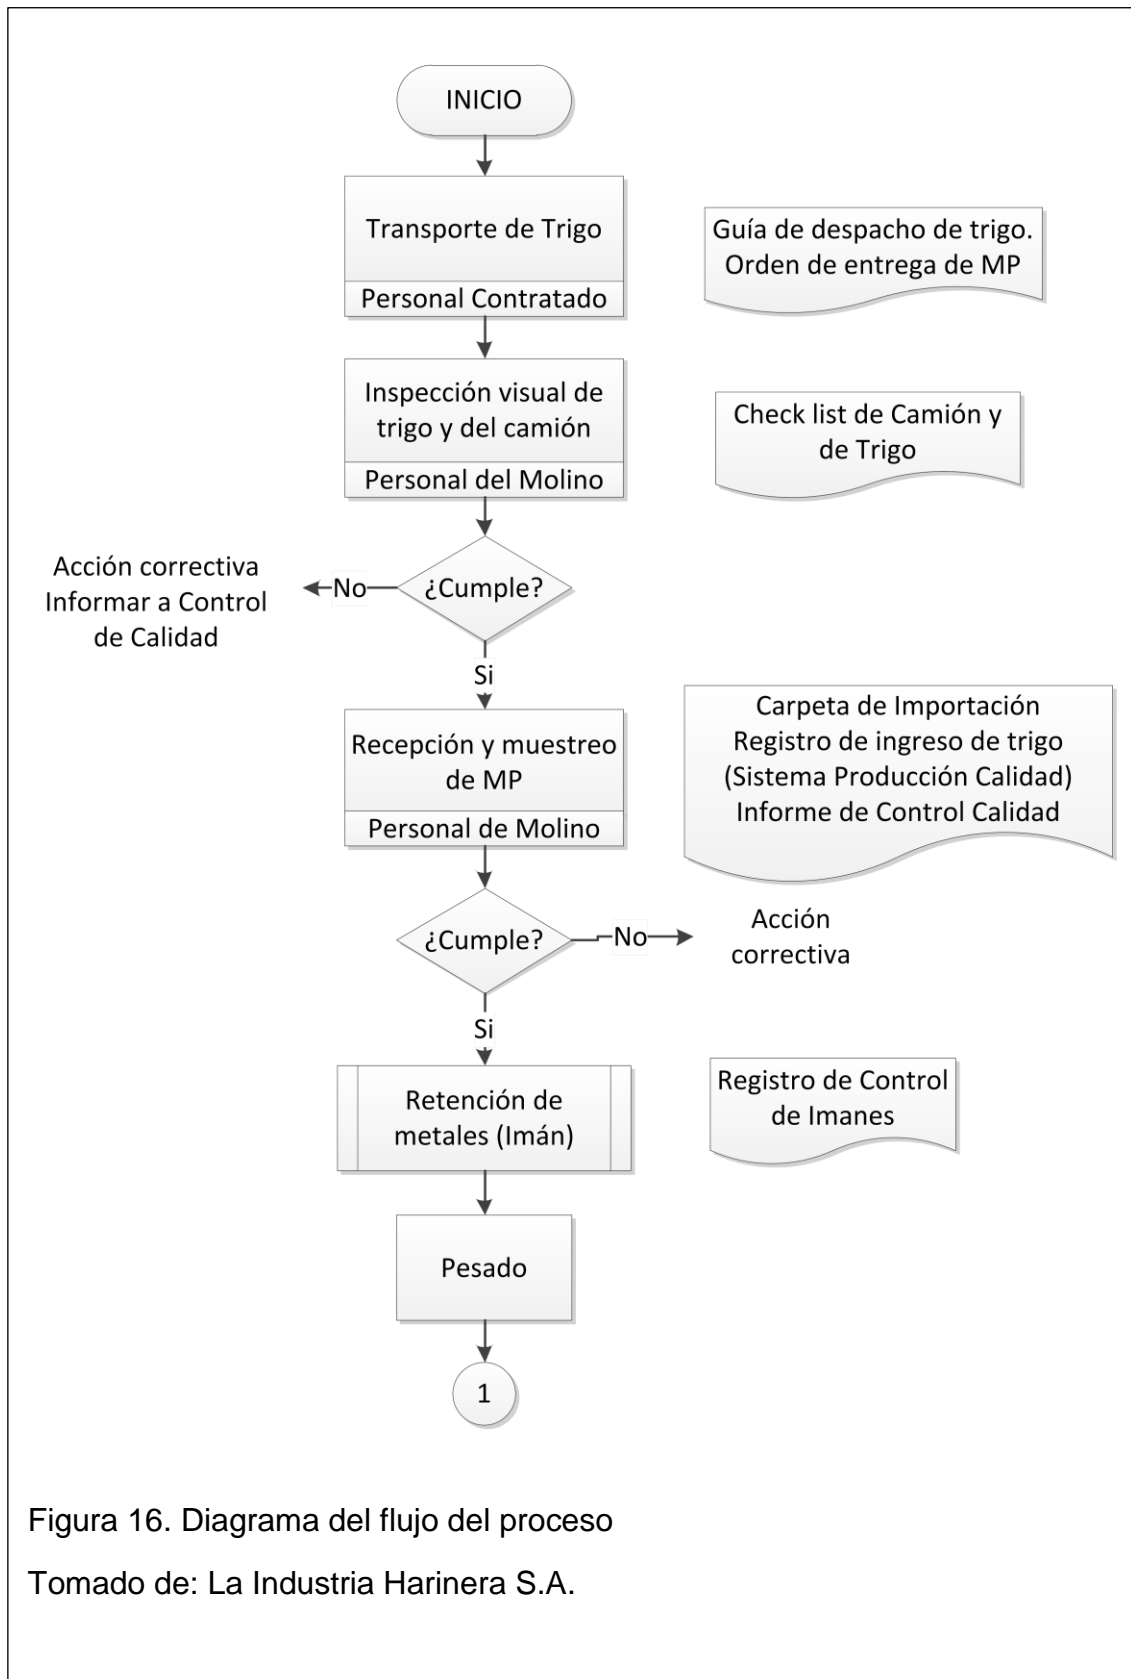 INICIO
Transporte de Trigo
Personal Contratado
Guía de despacho de trigo.
Orden de entrega de MP
Inspección visual de
trigo y del camión
Personal del Molino
Check list de Camión y
de Trigo
¿Cumple?
No
Acción correctiva
Informar a Control
de Calidad
Si
Recepción y muestreo
de MP
Personal de Molino
Carpeta de Importación
Registro de ingreso de trigo
(Sistema Producción Calidad)
Informe de Control Calidad
¿Cumple?
No
Acción
correctiva
Si
Retención de
metales (Imán)
Registro de Control
de Imanes
Pesado
1
Figura 16. Diagrama del flujo del proceso
Tomado de: La Industria Harinera S.A.